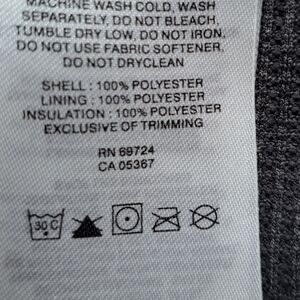 MACHINE WASH COLD, WASH
SEPARATELY, DO NOT BLEACH,
TUMBLE DRY LOW, DO NOT IRON.
DO NOT USE FABRIC SOFTENER.
DO NOT DRYCLEAN
SHELL : 100% POLYESTER
LINING : 100% POLYESTER
INSULATION : 100% POLYESTER
EXCLUSIVE OF TRIMMING
RN 69724
CA 05367
30 C